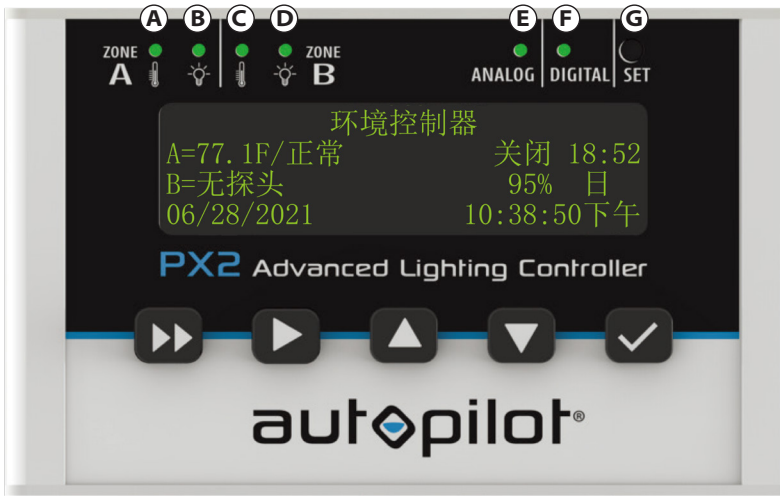 A B C D E F G
ZONE A ZONE B ANALOG DIGITAL SET
环境控制器
A=77.1F/正常 关闭 18:52
B=无探头 95% 日
06/28/2021 10:38:50下午
PX2 Advanced Lighting Controller
autopilot®